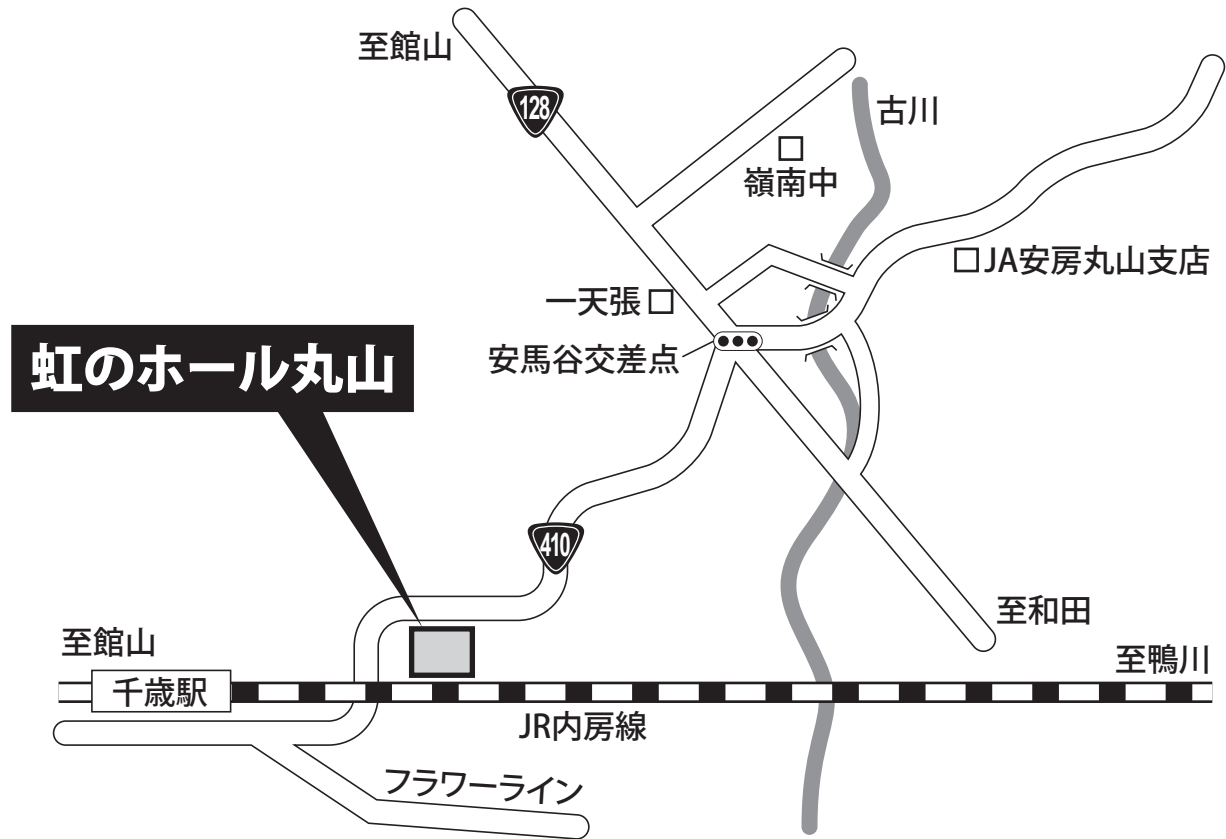 至館山
128
古川
嶺南中
JA安房丸山支店
一天張
安馬谷交差点
虹のホール丸山
410
至和田
至館山
至鴨川
千歳駅
JR内房線
フラワーライン